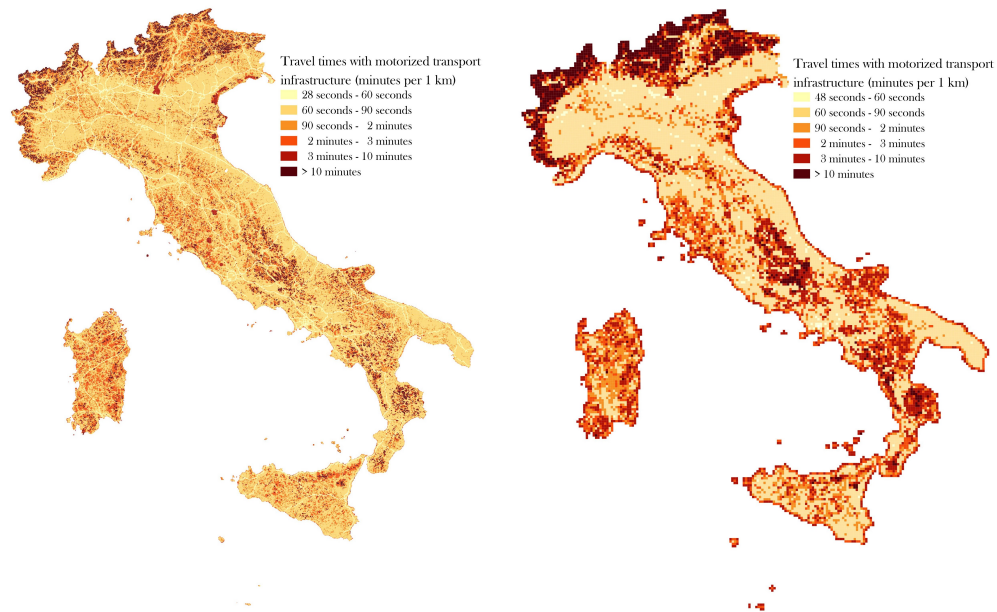 Travel times with motorized transport
infrastructure (minutes per 1 km)
28 seconds - 60 seconds
60 seconds - 90 seconds
90 seconds -   2 minutes
2 minutes -   3 minutes
3 minutes - 10 minutes
> 10 minutes
Travel times with motorized transport
infrastructure (minutes per 1 km)
48 seconds - 60 seconds
60 seconds - 90 seconds
90 seconds -   2 minutes
2 minutes -   3 minutes
3 minutes - 10 minutes
> 10 minutes